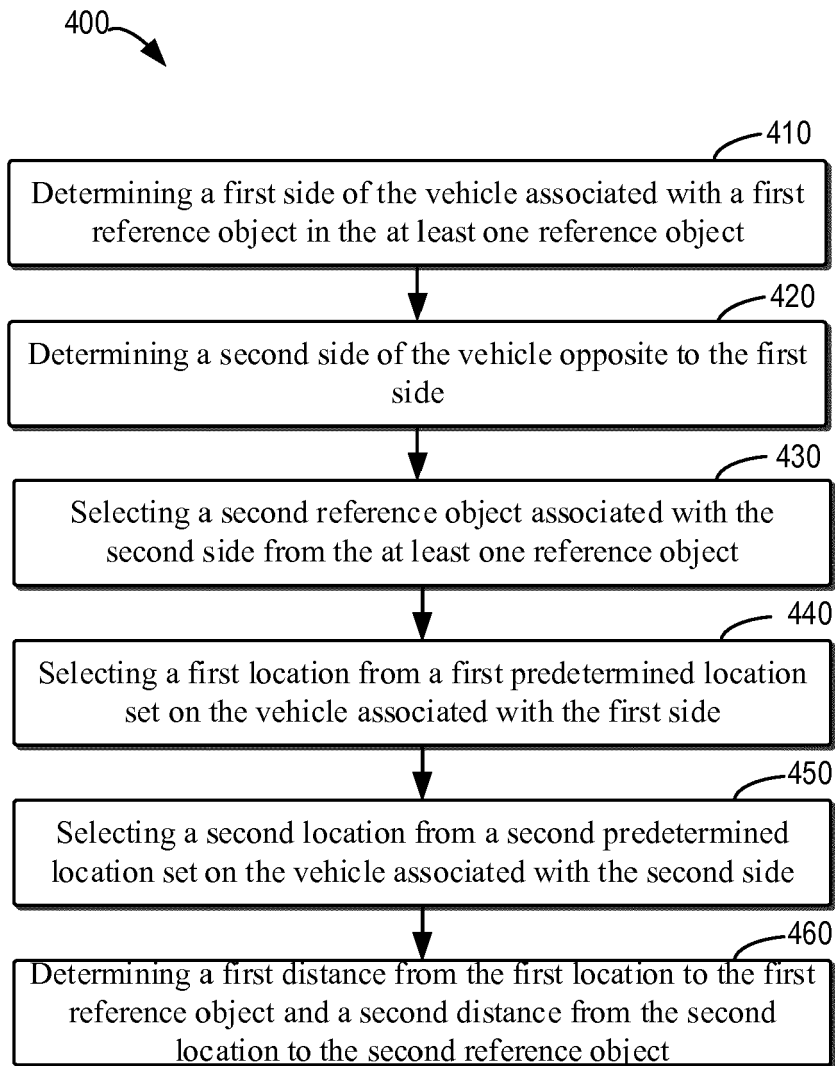 400
410
Determining a first side of the vehicle associated with a first
reference object in the at least one reference object
420
Determining a second side of the vehicle opposite to the first
side
430
Selecting a second reference object associated with the
second side from the at least one reference object
440
Selecting a first location from a first predetermined location
set on the vehicle associated with the first side
450
Selecting a second location from a second predetermined
location set on the vehicle associated with the second side
460
Determining a first distance from the first location to the first
reference object and a second distance from the second
location to the second reference object